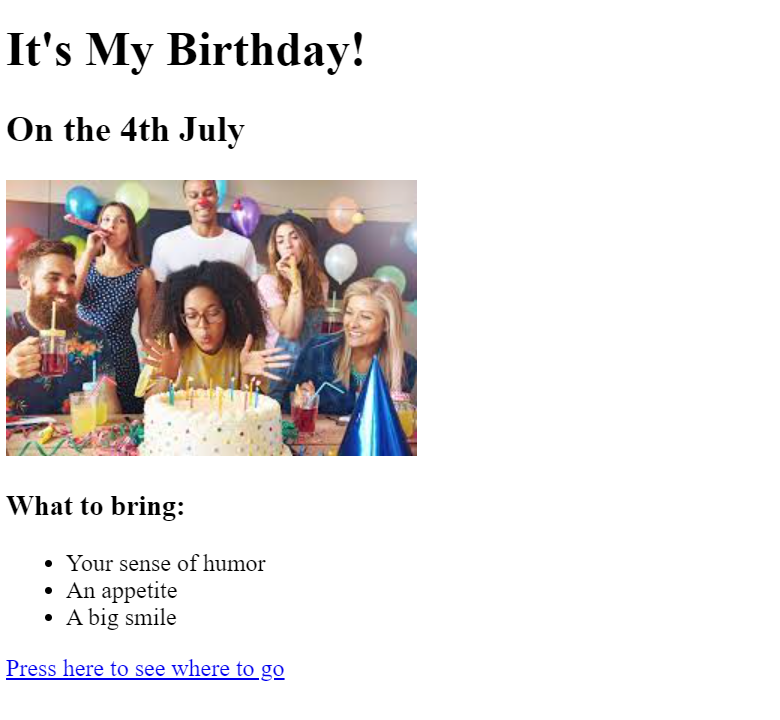 It's My Birthday!
On the 4th July
What to bring:
Your sense of humor
An appetite
A big smile
Press here to see where to go